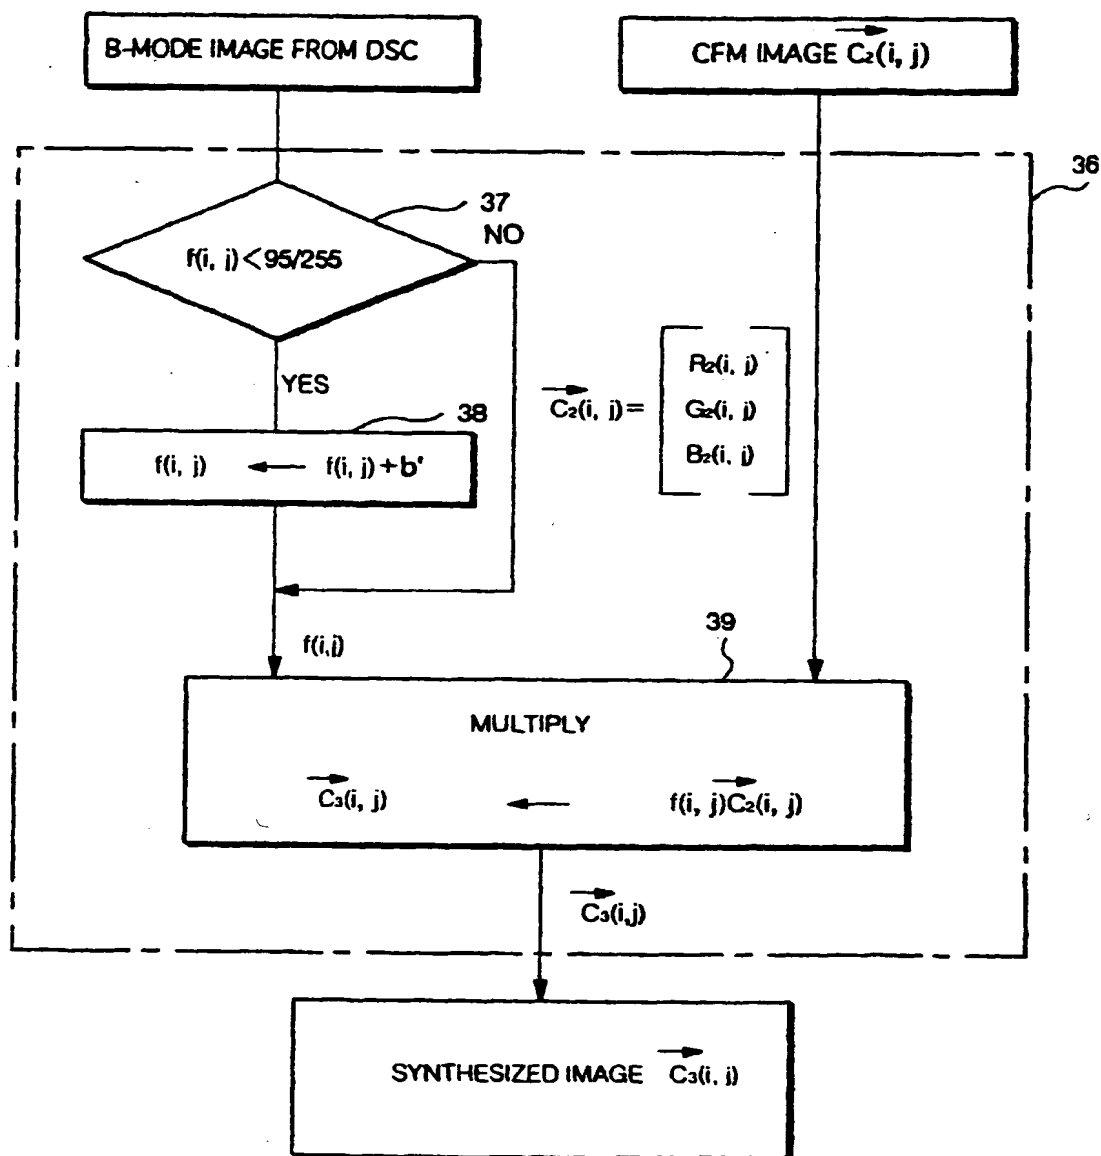 B-MODE IMAGE FROM DSC
CFM IMAGE C₂(i, j)
36
37
NO
f(i, j) < 95/255
YES
38
f(i, j) ← f(i, j) + b'
C₂(i, j) =
R₂(i, j)
G₂(i, j)
B₂(i, j)
f(i,j)
39
MULTIPLY
C₃(i, j) ← f(i, j)C₂(i, j)
C₃(i,j)
SYNTHESIZED IMAGE C₃(i, j)